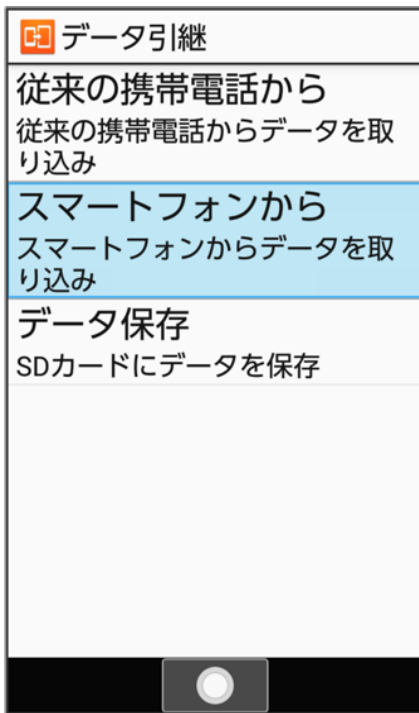 データ引継
従来の携帯電話から
従来の携帯電話からデータを取
り込み
スマートフォンから
スマートフォンからデータを取
り込み
データ保存
SDカードにデータを保存